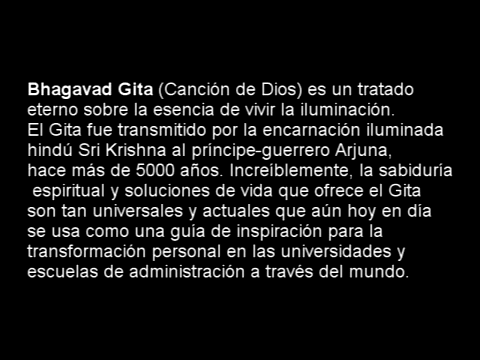 Bhagavad Gita (Canción de Dios) es un tratado
eterno sobre la esencia de vivir la iluminación.
El Gita fue transmitido por la encarnación iluminada
hindú Sri Krishna al príncipe-guerrero Arjuna,
hace más de 5000 años. Increíblemente, la sabiduría
espiritual y soluciones de vida que ofrece el Gita
son tan universales y actuales que aún hoy en día
se usa como una guía de inspiración para la
transformación personal en las universidades y
escuelas de administración a través del mundo.